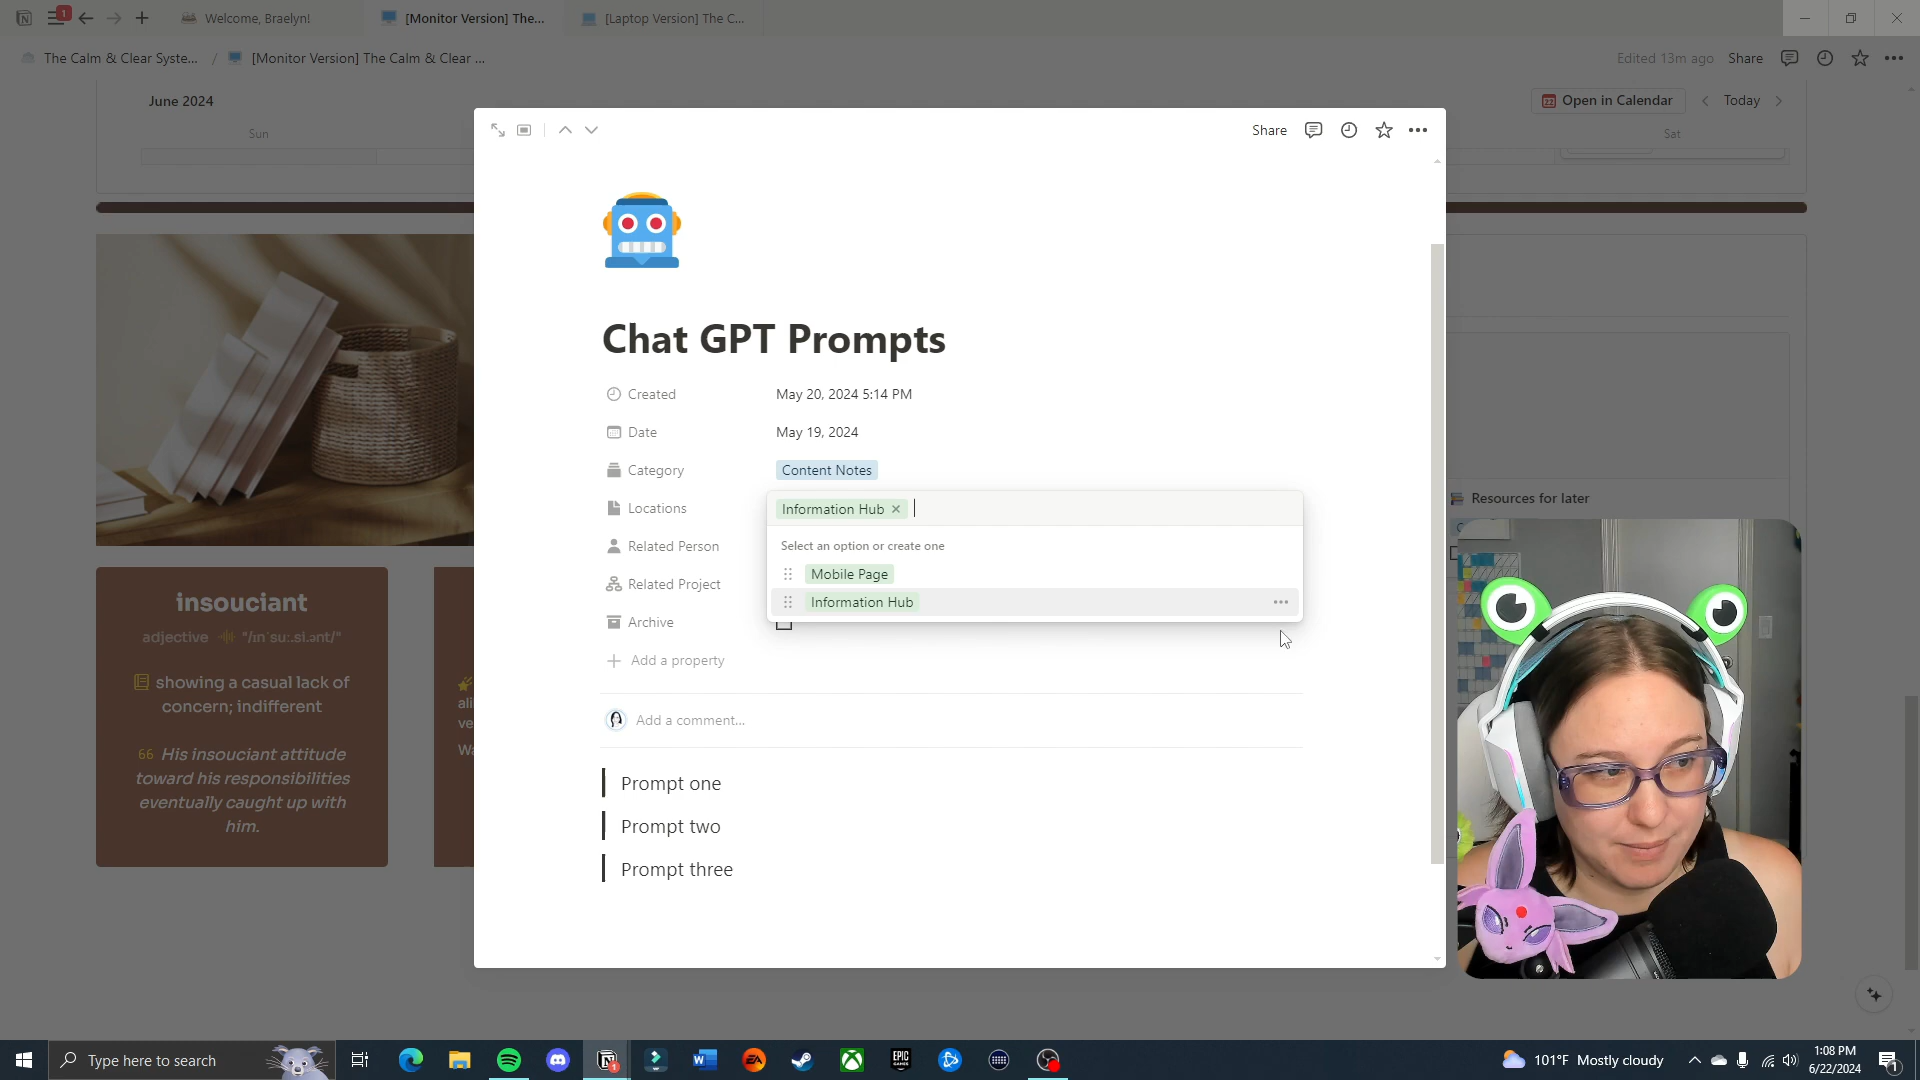 1
Welcome, Braelyn!
[Monitor Version] The...
[Laptop Version] The C...
The Calm & Clear Syste...
/
[Monitor Version] The Calm & Clear ...
Edited 13m ago
Share
June 2024
Open in Calendar
Today
Sun
Sat
Share
Chat GPT Prompts
Created
May 20, 2024 5:14 PM
Date
May 19, 2024
Category
Content Notes
Locations
Information Hub
Select an option or create one
Mobile Page
Information Hub
Related Person
Related Project
Archive
Add a property
Add a comment...
Prompt one
Prompt two
Prompt three
Resources for later
insouciant
adjective
showing a casual lack of
concern; indifferent
66 His insouciant attitude
toward his responsibilities
eventually caught up with
him.
Type here to search
EPIC
GAMES
EA
101°F Mostly cloudy
1:08 PM
6/22/2024
1